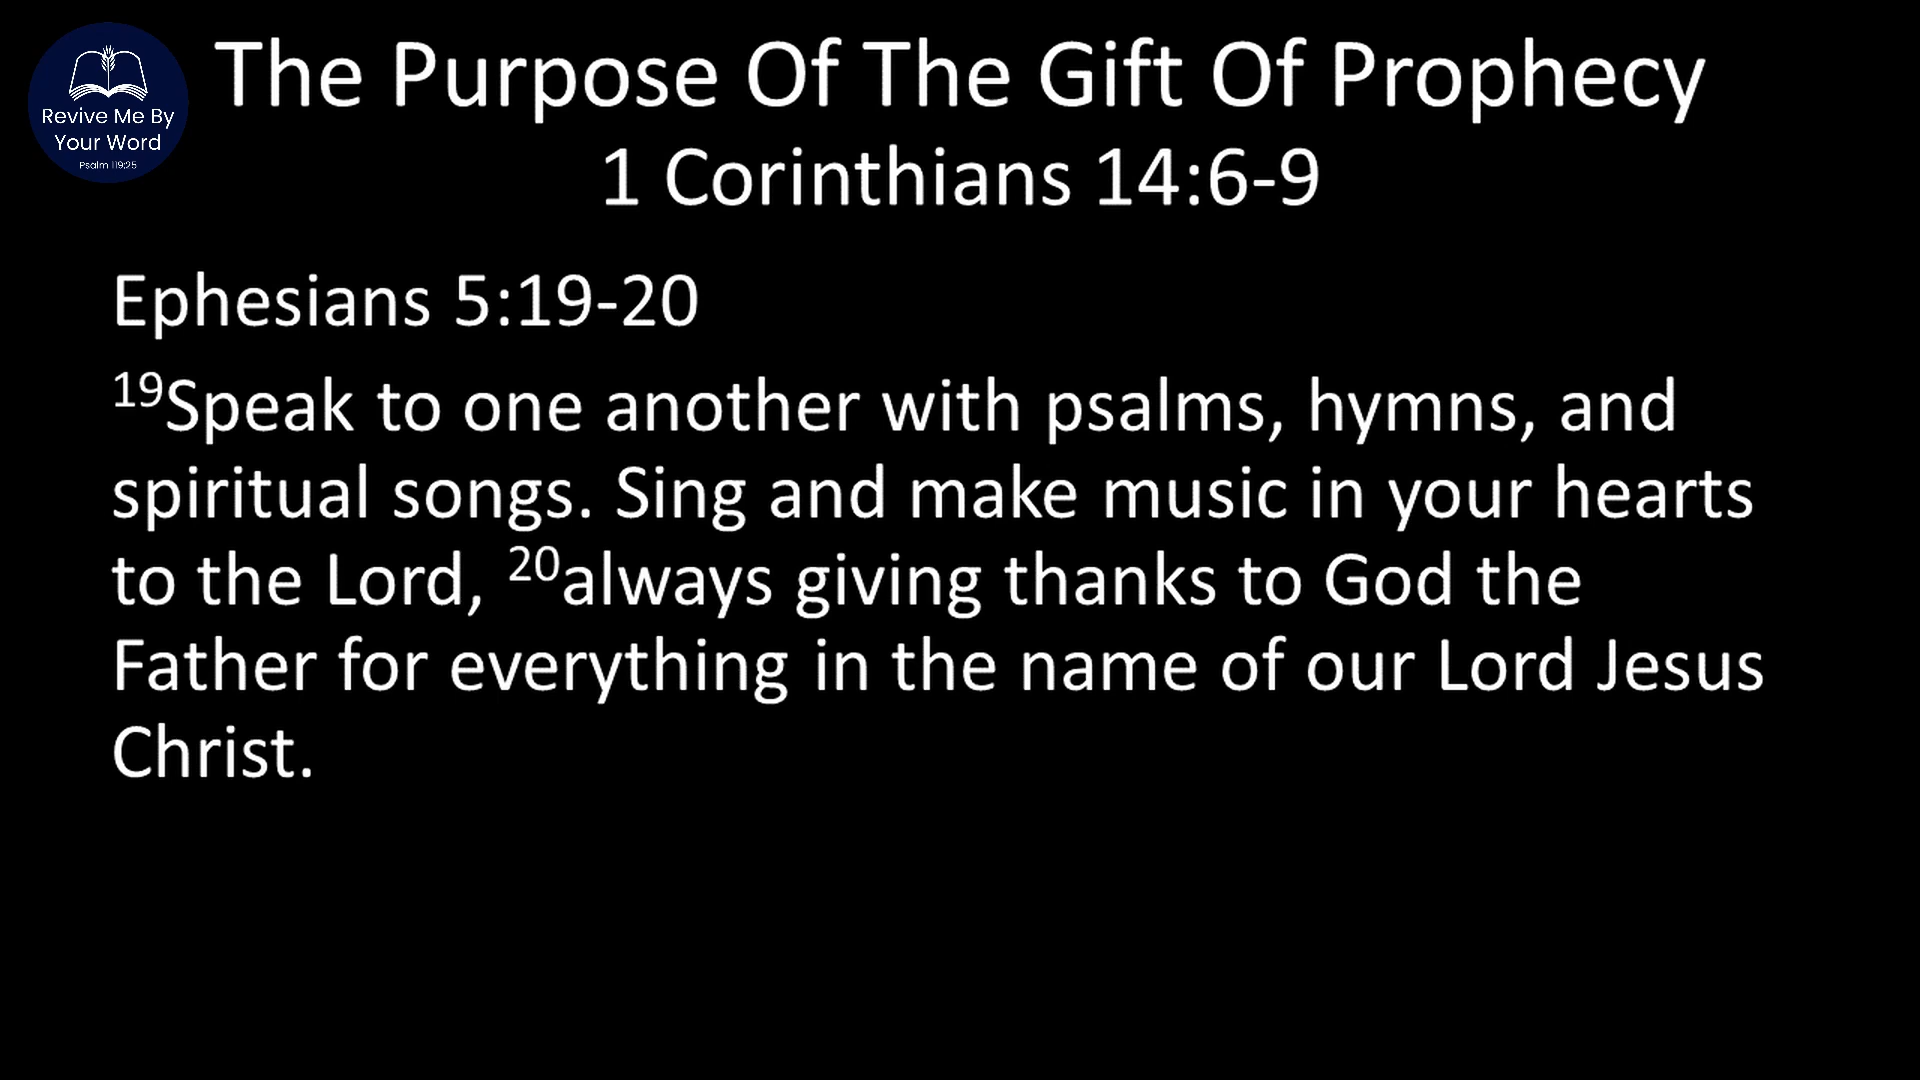 Revive Me By
Your Word
Psalm 119:25
The Purpose Of The Gift Of Prophecy
1 Corinthians 14:6-9
Ephesians 5:19-20
19Speak to one another with psalms, hymns, and
spiritual songs. Sing and make music in your hearts
to the Lord, 20always giving thanks to God the
Father for everything in the name of our Lord Jesus
Christ.